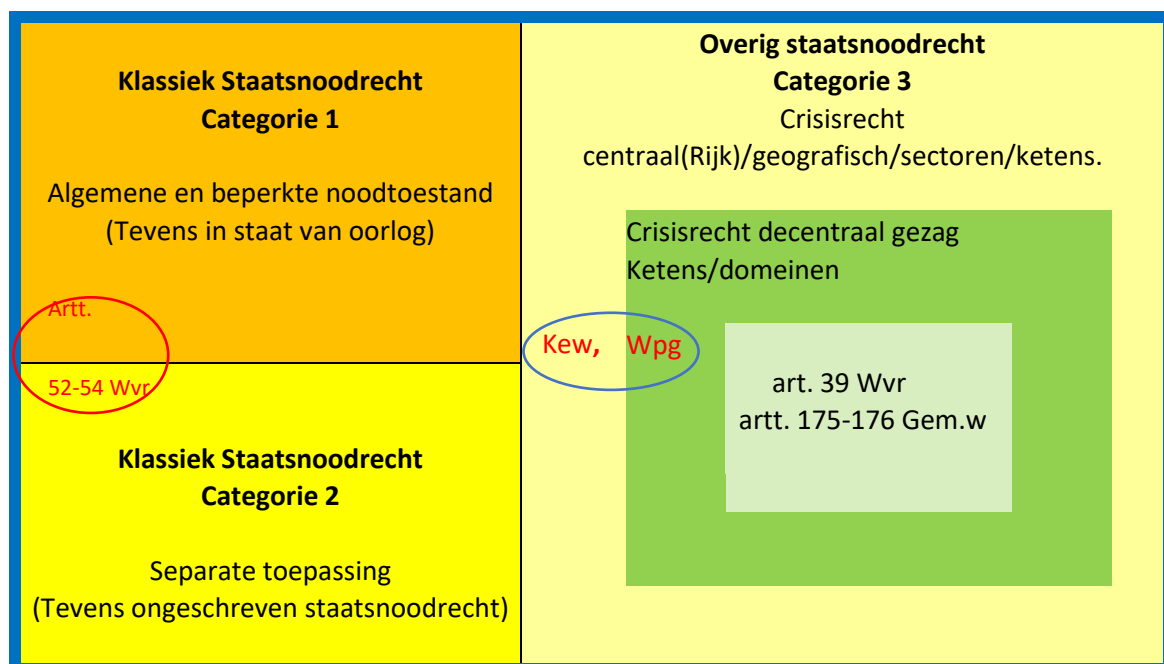 Klassiek Staatsnoodrecht
Categorie 1
Algemene en beperkte noodtoestand
(Tevens in staat van oorlog)
Artt.
52-54 Wvr
Klassiek Staatsnoodrecht
Categorie 2
Separate toepassing
(Tevens ongeschreven staatsnoodrecht)
Overig staatsnoodrecht
Categorie 3
Crisisrecht
centraal(Rijk)/geografisch/sectoren/ketens.
Crisisrecht decentraal gezag
Ketens/domeinen
Kew, Wpg
art. 39 Wvr
artt. 175-176 Gem.w